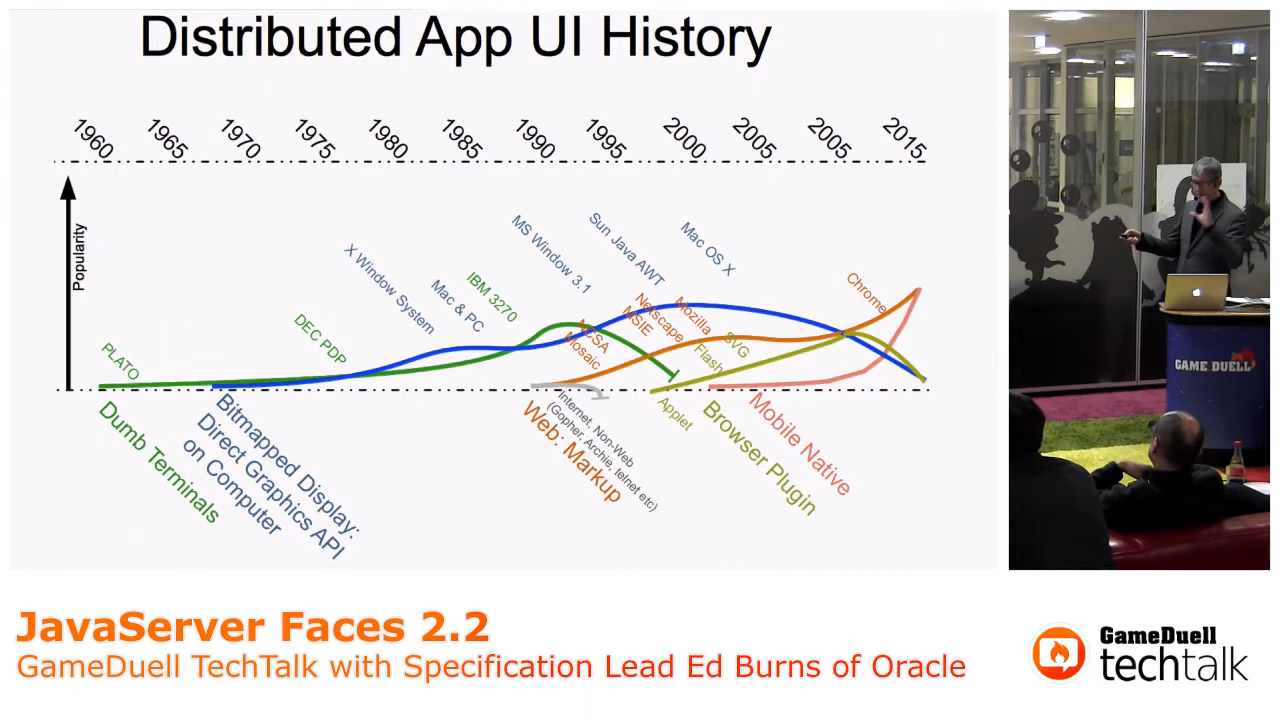 Distributed App UI History
1960
1965
1970
1975
1980
1985
1990
1995
2000
2005
2005
2015
Popularity
PLATO
DEC PDP
X Window System
Mac & PC
IBM 3270
MS Window 3.1
Sun Java AWT
Mac OS X
NCSA
Mosaic
Netscape
MSIE
Mozilla
Flash
SVG
Chrome
Dumb Terminals
Bitmapped Display:
Direct Graphics API
on Computer
Internet, Non-Web
(Gopher, Archie, telnet etc)
Web: Markup
Applet
Browser Plugin
Mobile Native
GAME DUELL
JavaServer Faces 2.2
GameDuell TechTalk with Specification Lead Ed Burns of Oracle
GameDuell
techtalk